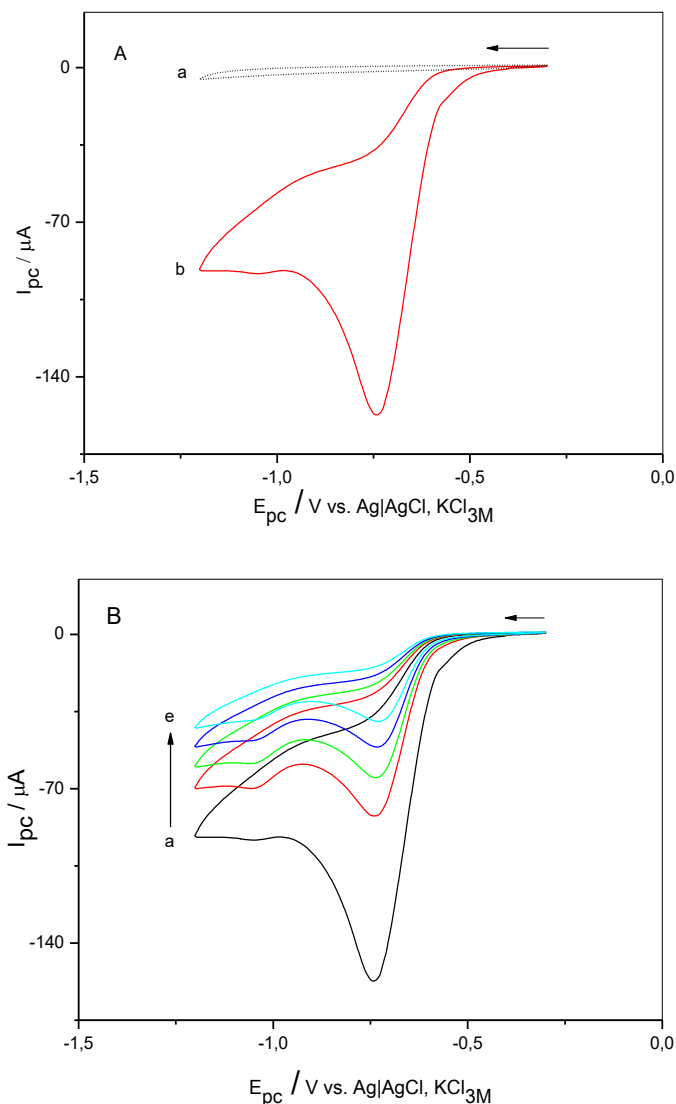 A
a
0
-70
b
I_pc / µA
-140
-1,5 -1,0 -0,5 0,0
E_pc / V vs. Ag|AgCl, KCl_3M
B
0
e
-70
I_pc / µA
a
-140
-1,5 -1,0 -0,5 0,0
E_pc / V vs. Ag|AgCl, KCl_3M